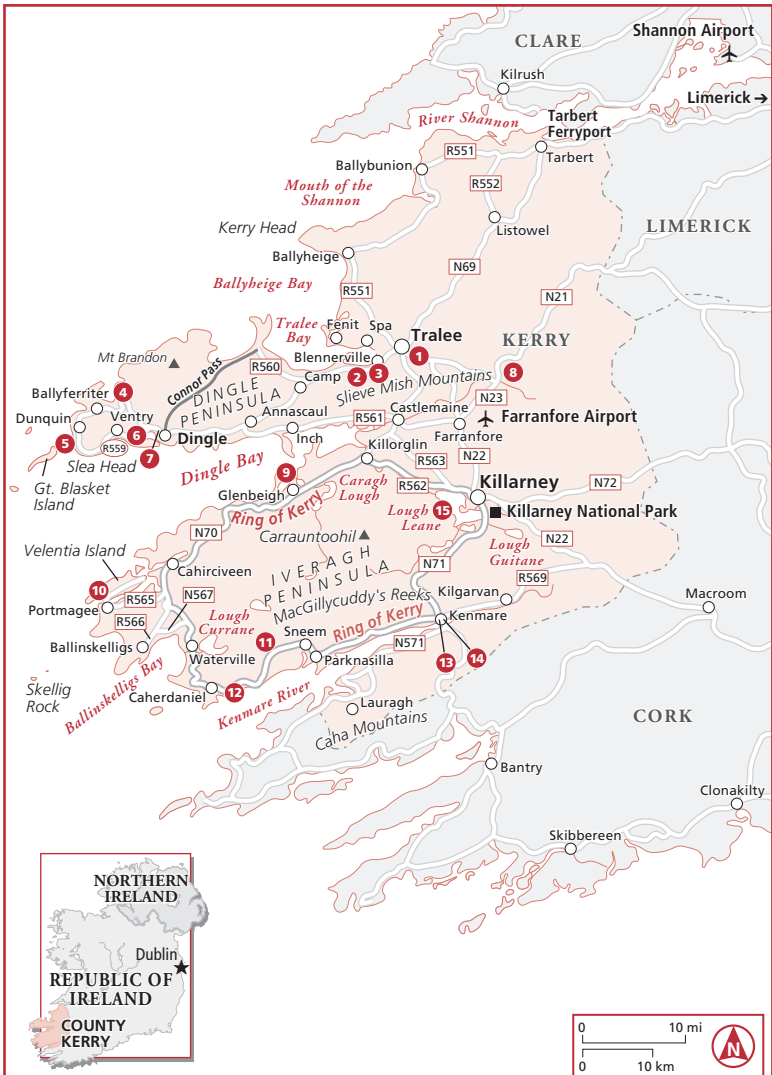 CLARE
Shannon Airport
Kilrush
Limerick →
River Shannon
Tarbert
Ferryport
R551
Tarbert
Ballybunion
R552
Mouth of the
Shannon
LIMERICK
Kerry Head
Listowel
Ballyheige
N69
Ballyheige Bay
R551
N21
Tralee
Bay
Fenit
Spa
Tralee
KERRY
1
Mt Brandon
Connor Pass
R560
Blennerville
2
3
8
Camp
Slieve Mish Mountains
DINGLE
PENINSULA
4
Ballyferriter
N23
Castlemaine
Farranfore Airport
Dunquin
Ventry
Annascaul
R561
5
6
Dingle
Inch
Farranfore
R559
7
Slea Head
Killorglin
Dingle Bay
R563
N22
Gt. Blasket
Island
9
Caragh
Lough
Killarney
N72
Glenbeigh
R562
Ring of Kerry
Lough
Leane
15
Killarney National Park
N70
Carrauntoohil
N22
Velentia Island
Lough
Guitane
Cahirciveen
IVERAGH
PENINSULA
N71
R569
10
R565
N567
MacGillycuddy's Reeks
Kilgarvan
Macroom
Portmagee
R566
Lough
Currane
Ring of Kerry
Kenmare
11
Sneem
Ballinskelligs
Waterville
Parknasilla
N571
13
14
Skellig
Rock
Ballinskelligs Bay
Caherdaniel
12
Kenmare River
Lauragh
Caha Mountains
CORK
Bantry
Clonakilty
Skibbereen
NORTHERN
IRELAND
Dublin
REPUBLIC OF
IRELAND
COUNTY
KERRY
0
10 mi
0
10 km
N